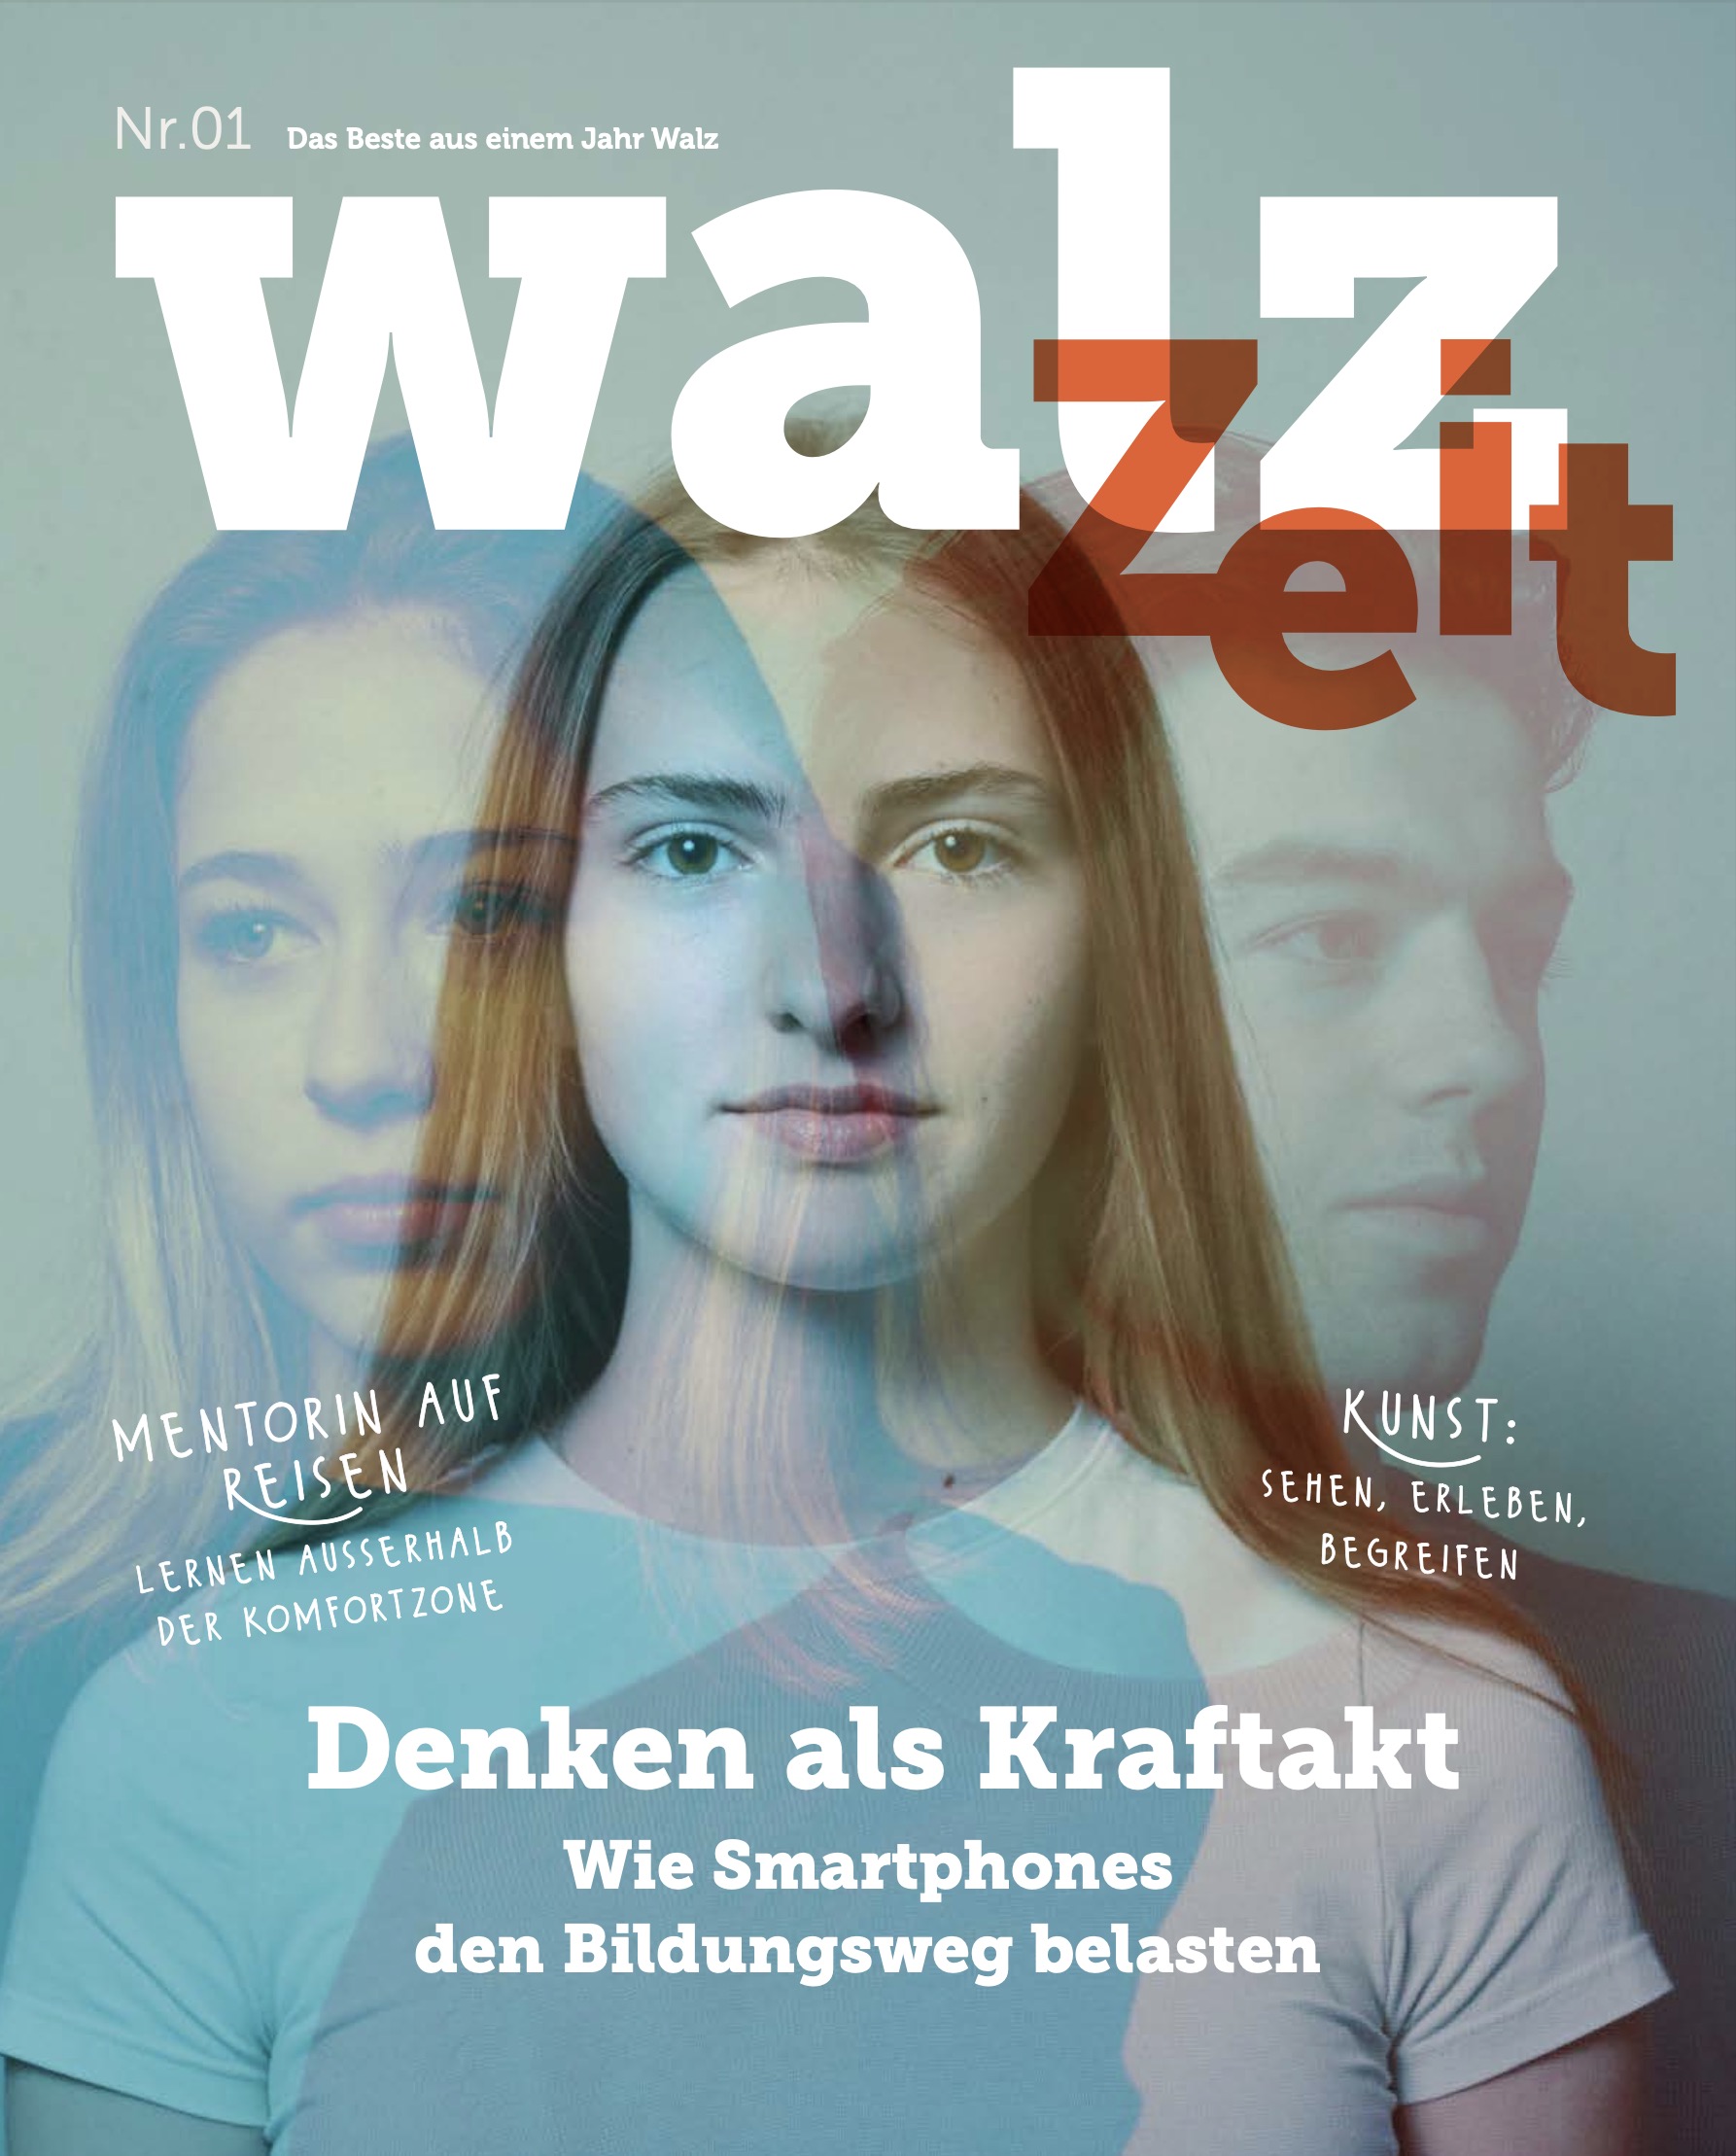 Nr.01 Das Beste aus einem Jahr Walz
walz
zeit
MENTORIN AUF
REISEN
LERNEN AUSSERHALB
DER KOMFORTZONE
KUNST:
SEHEN, ERLEBEN,
BEGREIFEN
Denken als Kraftakt
Wie Smartphones
den Bildungsweg belasten